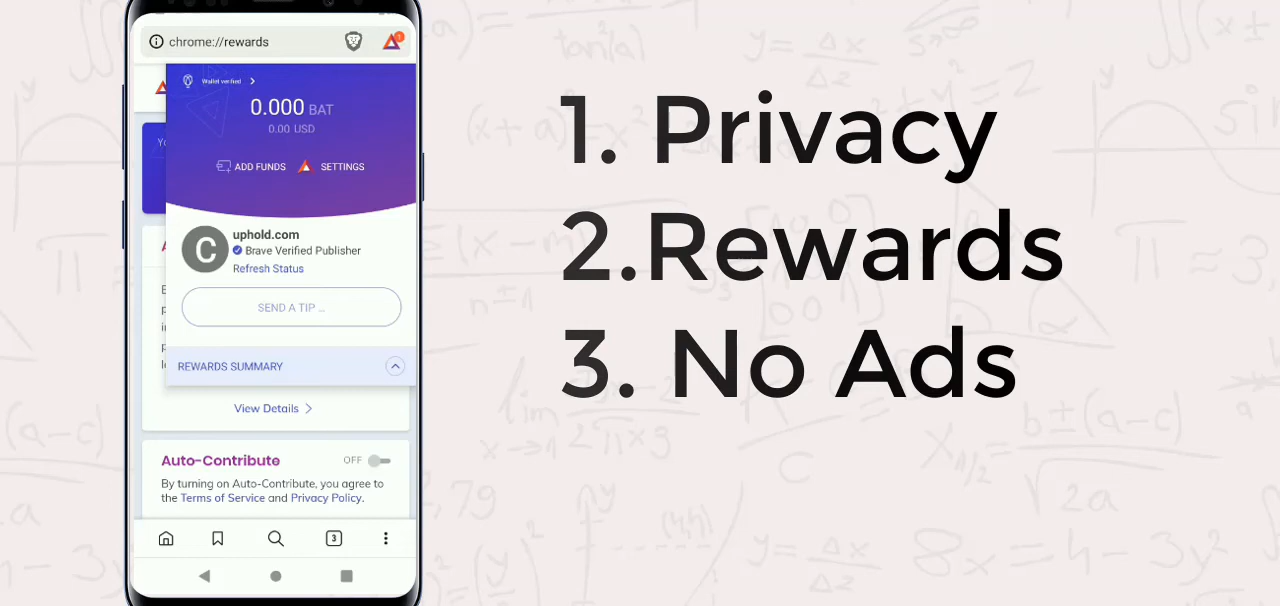 chrome://rewards
1
Wallet verified
0.000 BAT
0.00 USD
ADD FUNDS
SETTINGS
C
uphold.com
Brave Verified Publisher
Refresh Status
SEND A TIP ...
REWARDS SUMMARY
View Details
Auto-Contribute
OFF
By turning on Auto-Contribute, you agree to
the Terms of Service and Privacy Policy.
3
1. Privacy
2.Rewards
3. No Ads